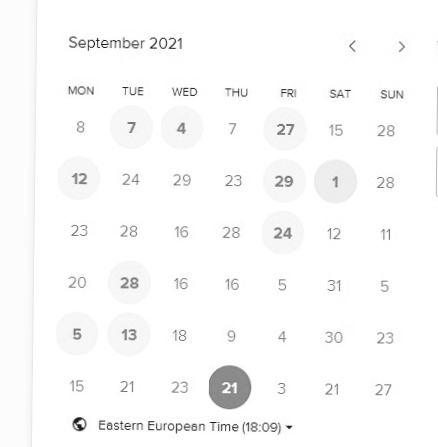 September 2021
MON TUE WED THU FRI SAT SUN
8 7 4 7 27 15 28
12 24 29 23 29 1 28
23 28 16 28 24 12 11
20 28 16 16 5 31 5
5 13 18 9 4 30 23
15 21 23 21 3 21 27
Eastern European Time (18:09)